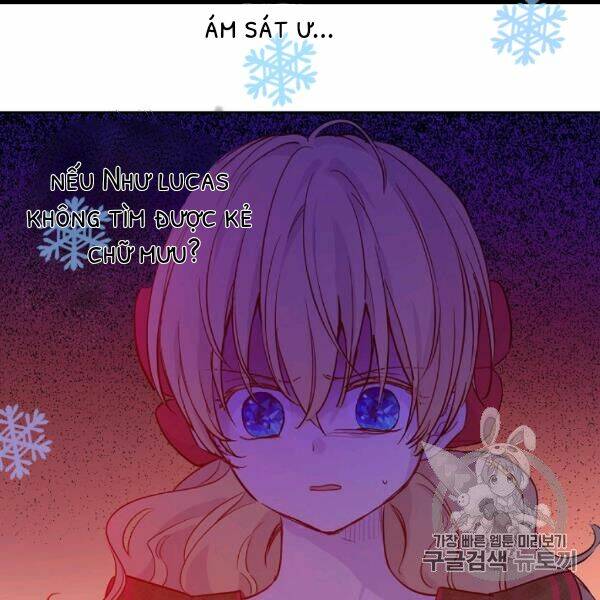 ÁM SÁT Ư...
NẾU NHƯ LUCAS
KHÔNG TÌM ĐƯỢC KẺ
CHỮ MƯU?
가장 빠른 웹툰 미리보기
구글검색 뉴토끼